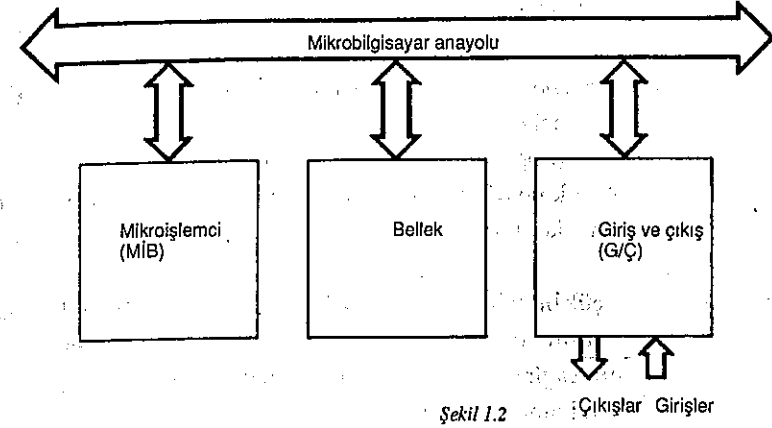 Mikrobilgisayar anayolu
Mikroişlemci
(MİB)
Bellek
Giriş ve çıkış
(G/Ç)
Çıkışlar Girişler
Şekil 1.2